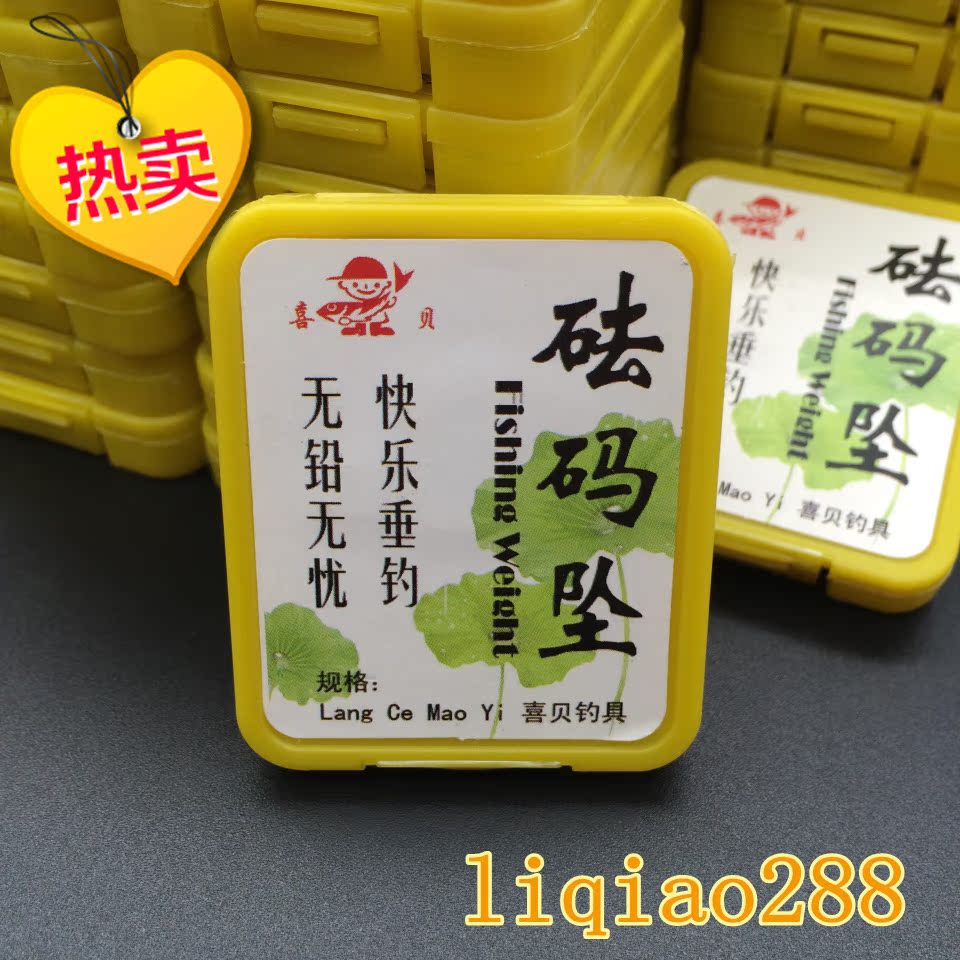 热卖
喜 贝
砝码坠
Fishing Weight
快乐垂钓
无铅无忧
规格:
Lang Ce Mao Yi 喜贝钓具
贝
砝码坠
Fishing Weight
快乐垂钓
Mao Yi 喜贝钓具
liqiao288